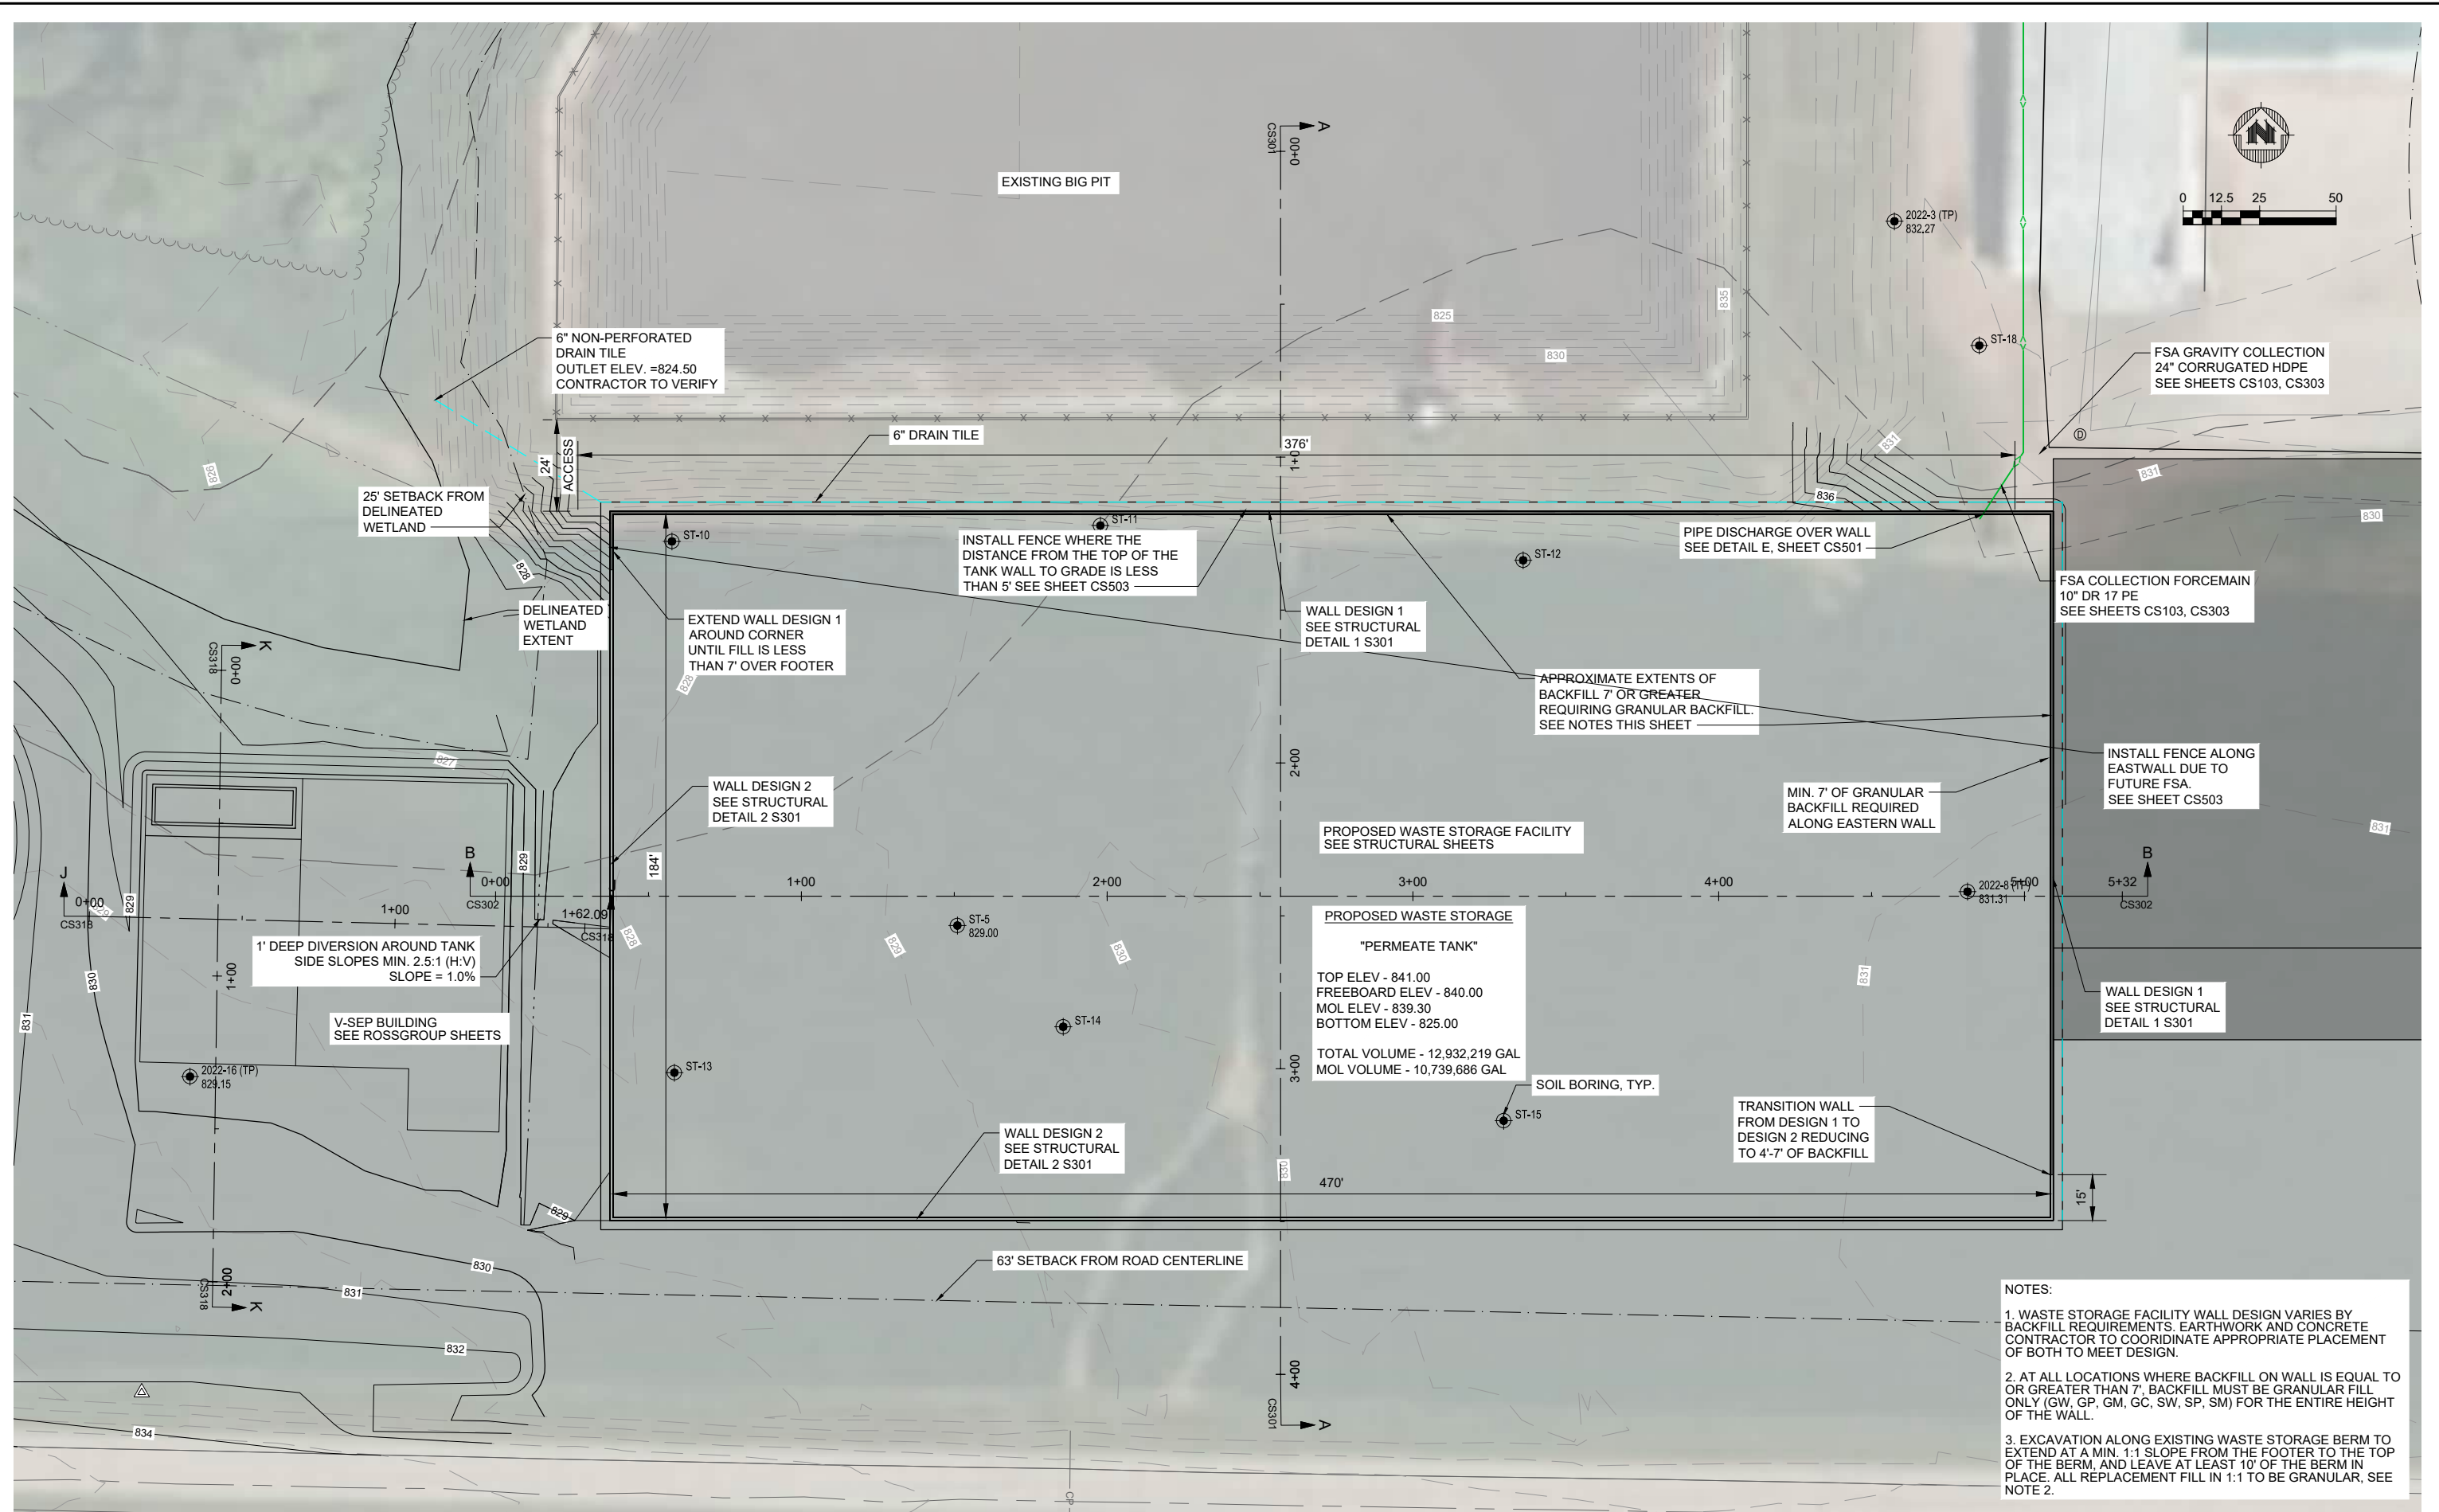 EXISTING BIG PIT
A
CS301
0+00
N
0 12.5 25 50
2022-3 (TP)
832.27
835
825
830
ST-18
6" NON-PERFORATED
DRAIN TILE
OUTLET ELEV. =824.50
CONTRACTOR TO VERIFY
FSA GRAVITY COLLECTION
24" CORRUGATED HDPE
SEE SHEETS CS103, CS303
6" DRAIN TILE
376'
24'
ACCESS
831
D
831
828
25' SETBACK FROM
DELINEATED
WETLAND
836
830
ST-10
ST-11
ST-12
INSTALL FENCE WHERE THE
DISTANCE FROM THE TOP OF THE
TANK WALL TO GRADE IS LESS
THAN 5' SEE SHEET CS503
PIPE DISCHARGE OVER WALL
SEE DETAIL E, SHEET CS501
828
FSA COLLECTION FORCEMAIN
10" DR 17 PE
SEE SHEETS CS103, CS303
DELINEATED
WETLAND
EXTENT
EXTEND WALL DESIGN 1
AROUND CORNER
UNTIL FILL IS LESS
THAN 7' OVER FOOTER
WALL DESIGN 1
SEE STRUCTURAL
DETAIL 1 S301
K
CS318
0+00
828
APPROXIMATE EXTENTS OF
BACKFILL 7' OR GREATER
REQUIRING GRANULAR BACKFILL.
SEE NOTES THIS SHEET
827
2+00
INSTALL FENCE ALONG
EASTWALL DUE TO
FUTURE FSA.
SEE SHEET CS503
WALL DESIGN 2
SEE STRUCTURAL
DETAIL 2 S301
MIN. 7' OF GRANULAR
BACKFILL REQUIRED
ALONG EASTERN WALL
PROPOSED WASTE STORAGE FACILITY
SEE STRUCTURAL SHEETS
831
184'
B
829
0+00
CS302
1+00
2+00
3+00
4+00
5+00
5+32
B
CS302
2022-8 (TP)
831.31
J
0+00
CS318
829
829
1+00
1+62.09
J
CS318
828
ST-5
829.00
829
830
831
1' DEEP DIVERSION AROUND TANK
SIDE SLOPES MIN. 2.5:1 (H:V)
SLOPE = 1.0%
PROPOSED WASTE STORAGE
"PERMEATE TANK"
TOP ELEV - 841.00
FREEBOARD ELEV - 840.00
MOL ELEV - 839.30
BOTTOM ELEV - 825.00
TOTAL VOLUME - 12,932,219 GAL
MOL VOLUME - 10,739,686 GAL
830
1+00
831
WALL DESIGN 1
SEE STRUCTURAL
DETAIL 1 S301
V-SEP BUILDING
SEE ROSSGROUP SHEETS
ST-14
2022-16 (TP)
829.15
ST-13
3+00
SOIL BORING, TYP.
ST-15
TRANSITION WALL
FROM DESIGN 1 TO
DESIGN 2 REDUCING
TO 4'-7' OF BACKFILL
WALL DESIGN 2
SEE STRUCTURAL
DETAIL 2 S301
830
470'
15'
829
63' SETBACK FROM ROAD CENTERLINE
830
831
2+00
CS318
K
832
4+00
CS301
A
834
CP
NOTES:
1. WASTE STORAGE FACILITY WALL DESIGN VARIES BY
BACKFILL REQUIREMENTS. EARTHWORK AND CONCRETE
CONTRACTOR TO COORIDINATE APPROPRIATE PLACEMENT
OF BOTH TO MEET DESIGN.
2. AT ALL LOCATIONS WHERE BACKFILL ON WALL IS EQUAL TO
OR GREATER THAN 7', BACKFILL MUST BE GRANULAR FILL
ONLY (GW, GP, GM, GC, SW, SP, SM) FOR THE ENTIRE HEIGHT
OF THE WALL.
3. EXCAVATION ALONG EXISTING WASTE STORAGE BERM TO
EXTEND AT A MIN. 1:1 SLOPE FROM THE FOOTER TO THE TOP
OF THE BERM, AND LEAVE AT LEAST 10' OF THE BERM IN
PLACE. ALL REPLACEMENT FILL IN 1:1 TO BE GRANULAR, SEE
NOTE 2.